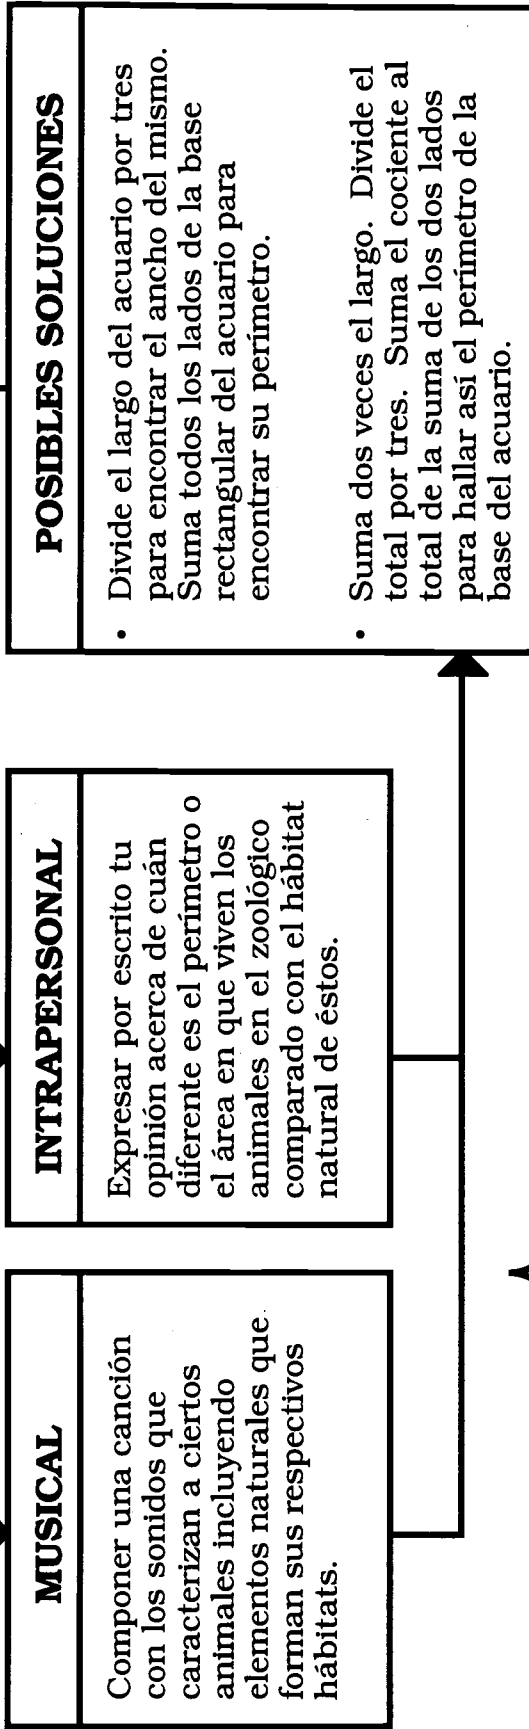 MUSICAL
Componer una canción
con los sonidos que
caracterizan a ciertos
animales incluyendo
elementos naturales que
forman sus respectivos
hábitats.
INTRAPERSONAL
Expresar por escrito tu
opinión acerca de cuán
diferente es el perímetro o
el área en que viven los
animales en el zoológico
comparado con el hábitat
natural de éstos.
POSIBLES SOLUCIONES
• Divide el largo del acuario por tres
para encontrar el ancho del mismo.
Suma todos los lados de la base
rectangular del acuario para
encontrar su perímetro.
• Suma dos veces el largo. Divide el
total por tres. Suma el cociente al
total de la suma de los dos lados
para hallar así el perímetro de la
base del acuario.